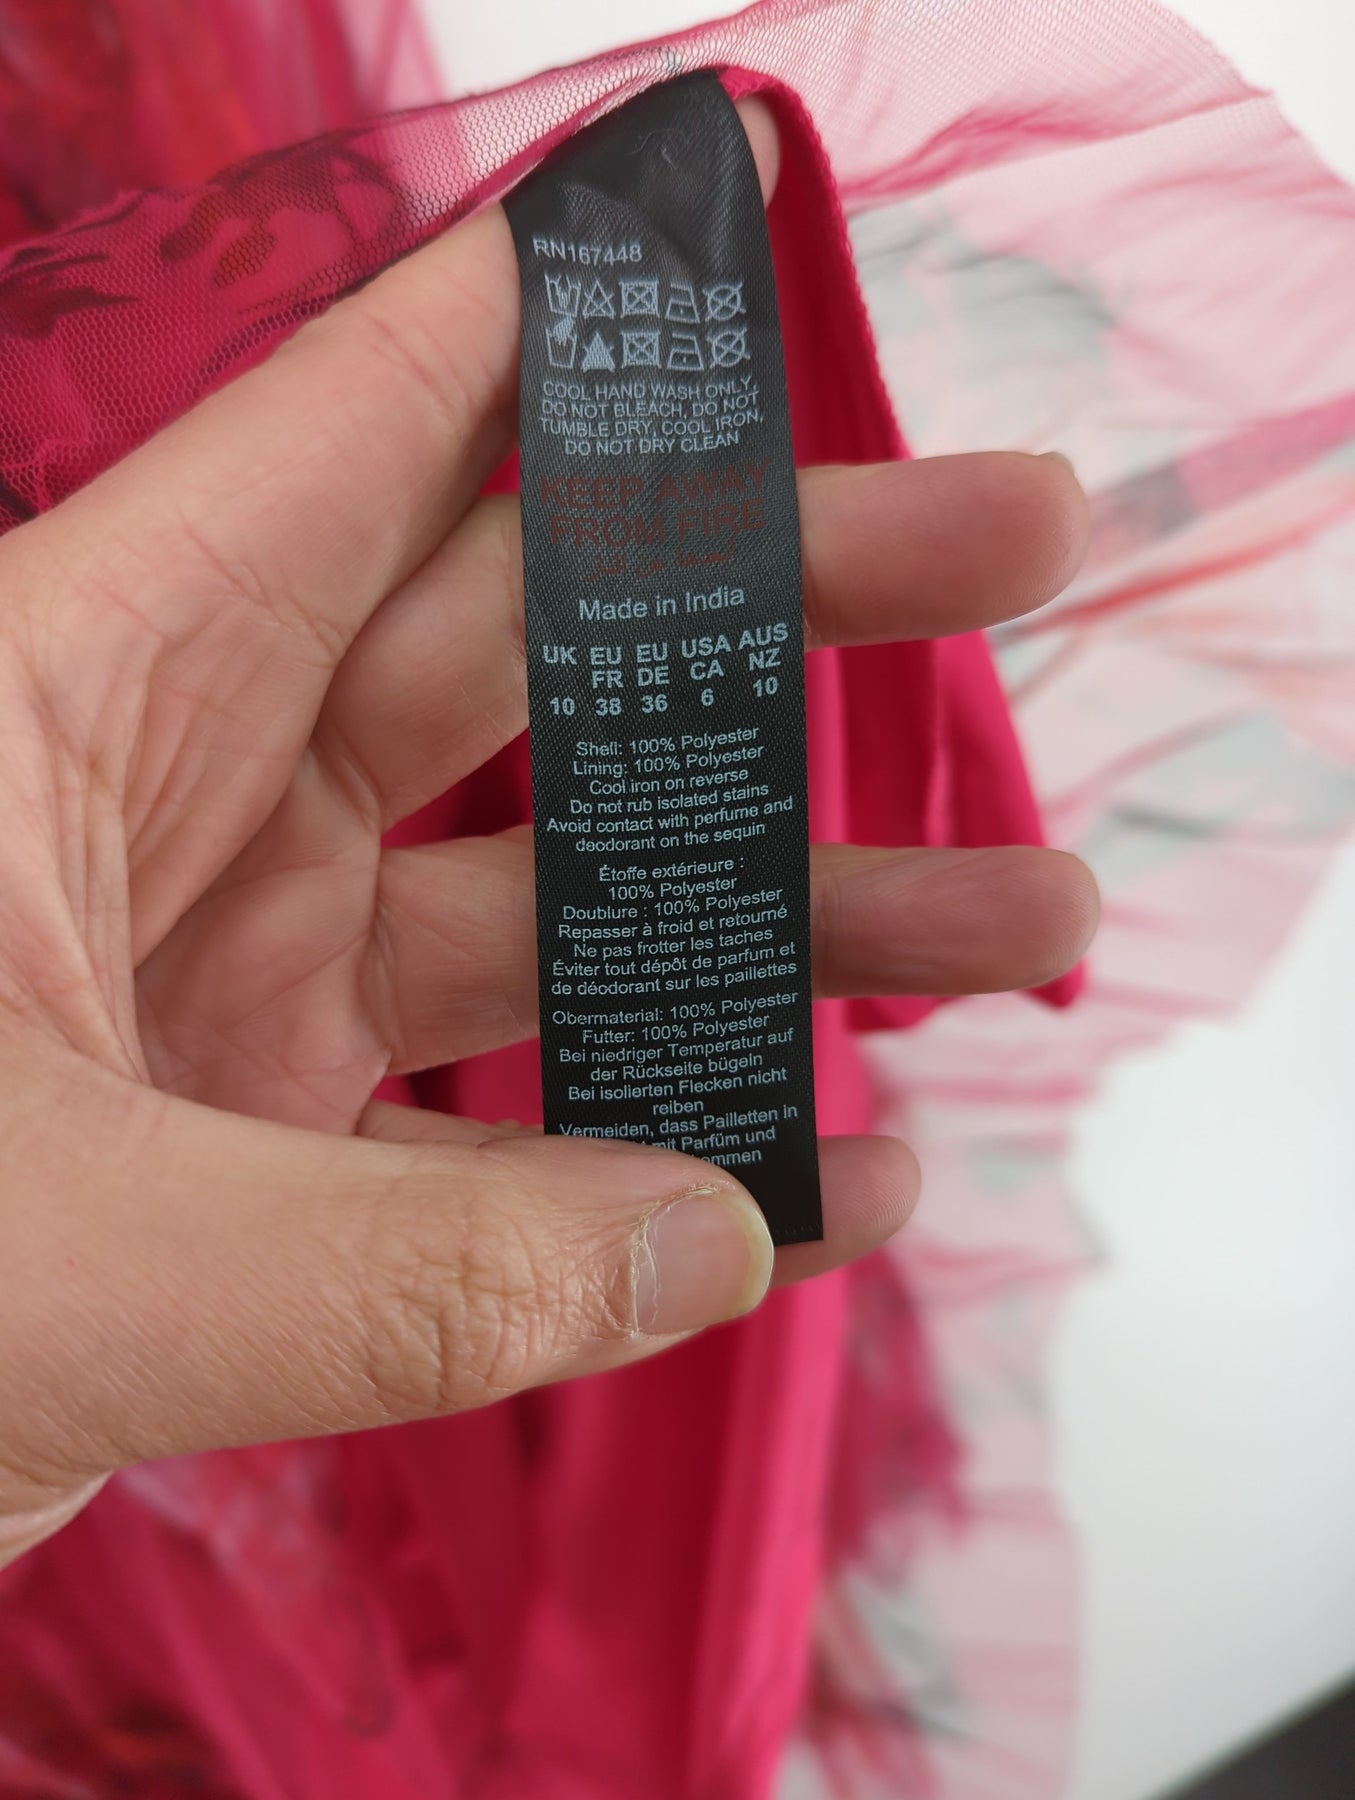 RN167448
COOL HAND WASH ONLY,
DO NOT BLEACH, DO NOT
TUMBLE DRY, COOL IRON,
DO NOT DRY CLEAN
KEEP AWAY
FROM FIRE
Made in India
UK EU EU USA AUS
FR DE CA NZ
10 38 36 6 10
Shell: 100% Polyester
Lining: 100% Polyester
Cool iron on reverse
Do not rub isolated stains
Avoid contact with perfume and
deodorant on the sequin
Étoffe extérieure :
100% Polyester
Doublure : 100% Polyester
Repasser à froid et retourné
Ne pas frotter les taches
Éviter tout dépôt de parfum et
de déodorant sur les paillettes
Obermaterial: 100% Polyester
Futter: 100% Polyester
Bei niedriger Temperatur auf
der Rückseite bügeln
Bei isolierten Flecken nicht
reiben
Vermeiden, dass Pailletten in
mit Parfüm und